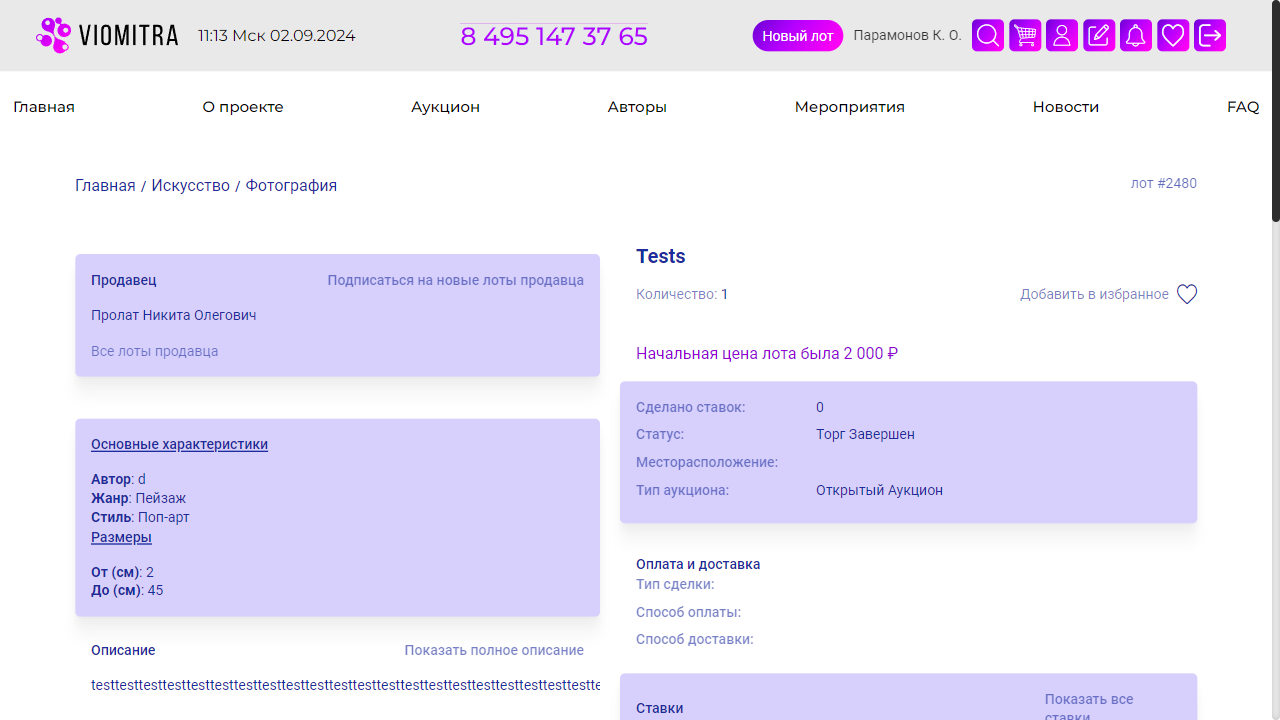 VIOMITRA
11:13 Мск 02.09.2024
8 495 147 37 65
Новый лот
Парамонов К. О.
Главная
О проекте
Аукцион
Авторы
Мероприятия
Новости
FAQ
Главная / Искусство / Фотография
лот #2480
Продавец
Подписаться на новые лоты продавца
Пролат Никита Олегович
Все лоты продавца
Основные характеристики
Автор: d
Жанр: Пейзаж
Стиль: Поп-арт
Размеры
От (см): 2
До (см): 45
Описание
Показать полное описание
testtesttesttesttesttesttesttesttesttesttesttesttesttesttesttesttesttesttesttesttesttte
Tests
Количество: 1
Добавить в избранное
Начальная цена лота была 2 000 ₽
Сделано ставок: 0
Статус: Торг Завершен
Месторасположение:
Тип аукциона: Открытый Аукцион
Оплата и доставка
Тип сделки:
Способ оплаты:
Способ доставки:
Ставки
Показать все
ставки